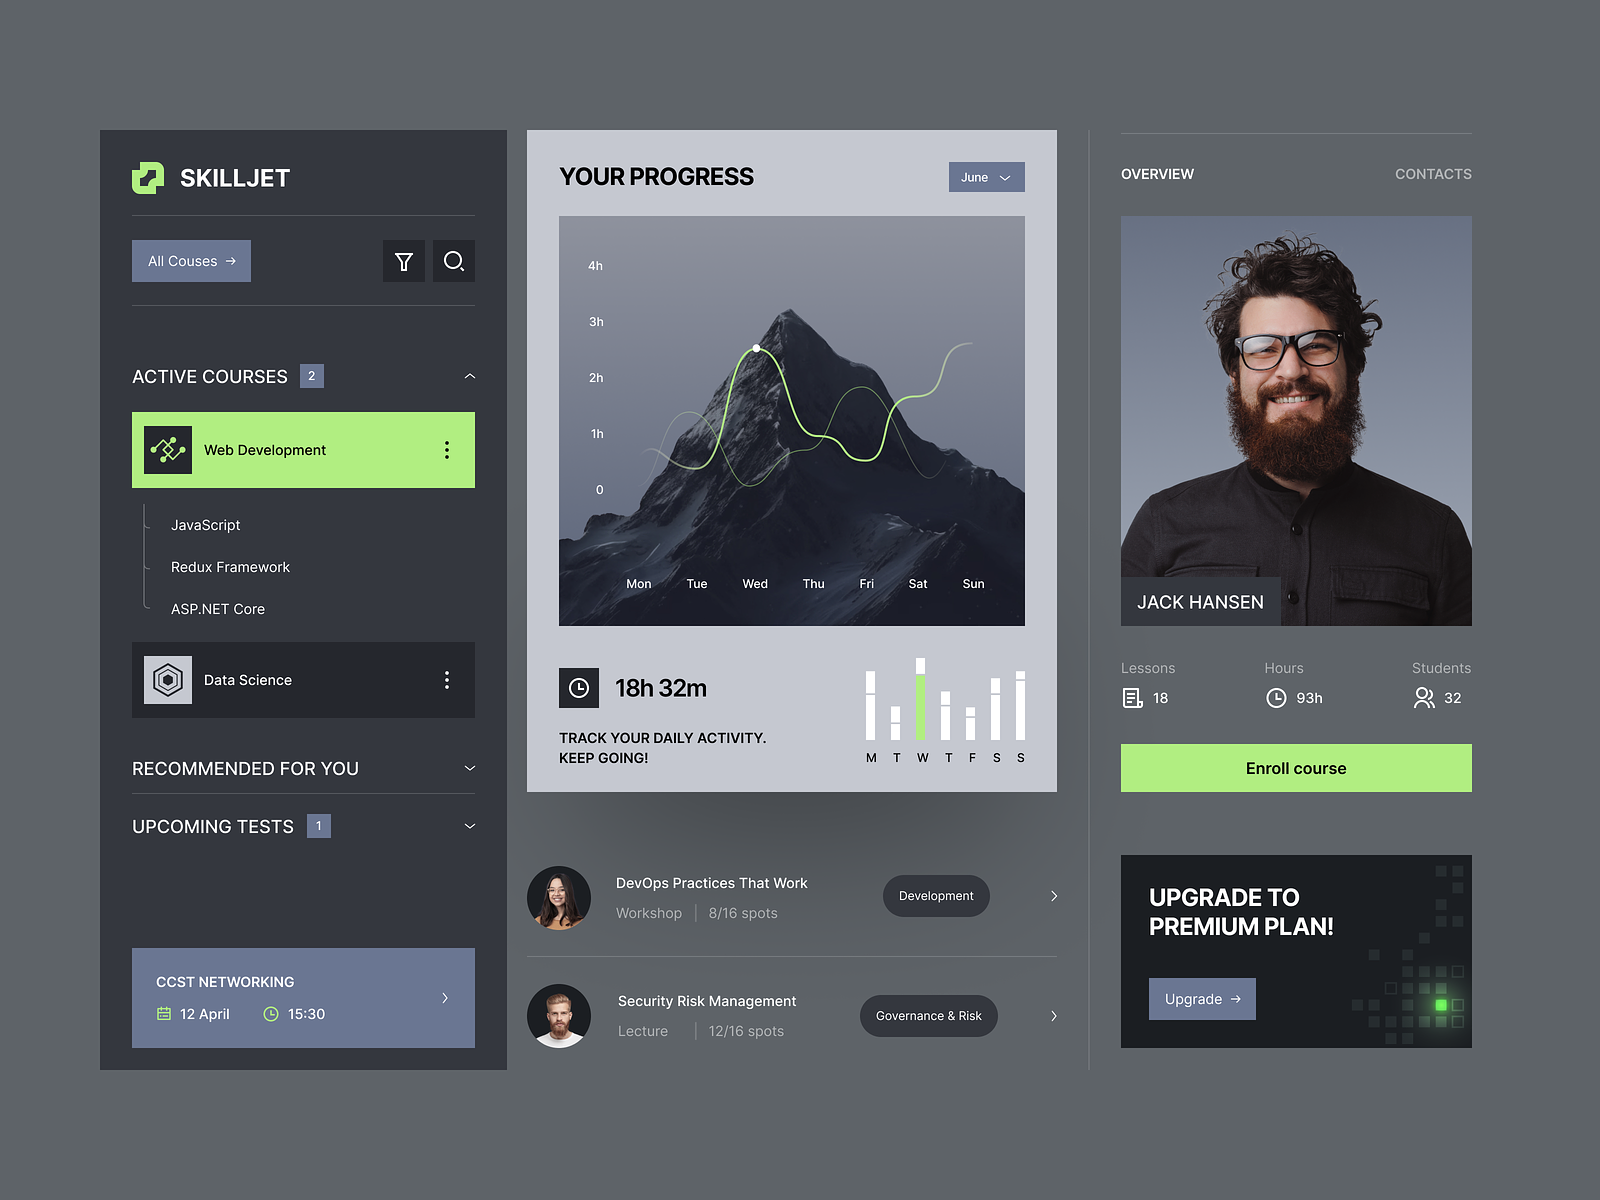 SKILLJET
All Couses
ACTIVE COURSES 2
Web Development
JavaScript
Redux Framework
ASP.NET Core
Data Science
RECOMMENDED FOR YOU
UPCOMING TESTS 1
CCST NETWORKING
12 April 15:30
YOUR PROGRESS
June
4h
3h
2h
1h
0
Mon Tue Wed Thu Fri Sat Sun
18h 32m
TRACK YOUR DAILY ACTIVITY.
KEEP GOING!
M T W T F S S
DevOps Practices That Work
Workshop | 8/16 spots
Development
Security Risk Management
Lecture | 12/16 spots
Governance & Risk
OVERVIEW CONTACTS
JACK HANSEN
Lessons Hours Students
18 93h 32
Enroll course
UPGRADE TO
PREMIUM PLAN!
Upgrade